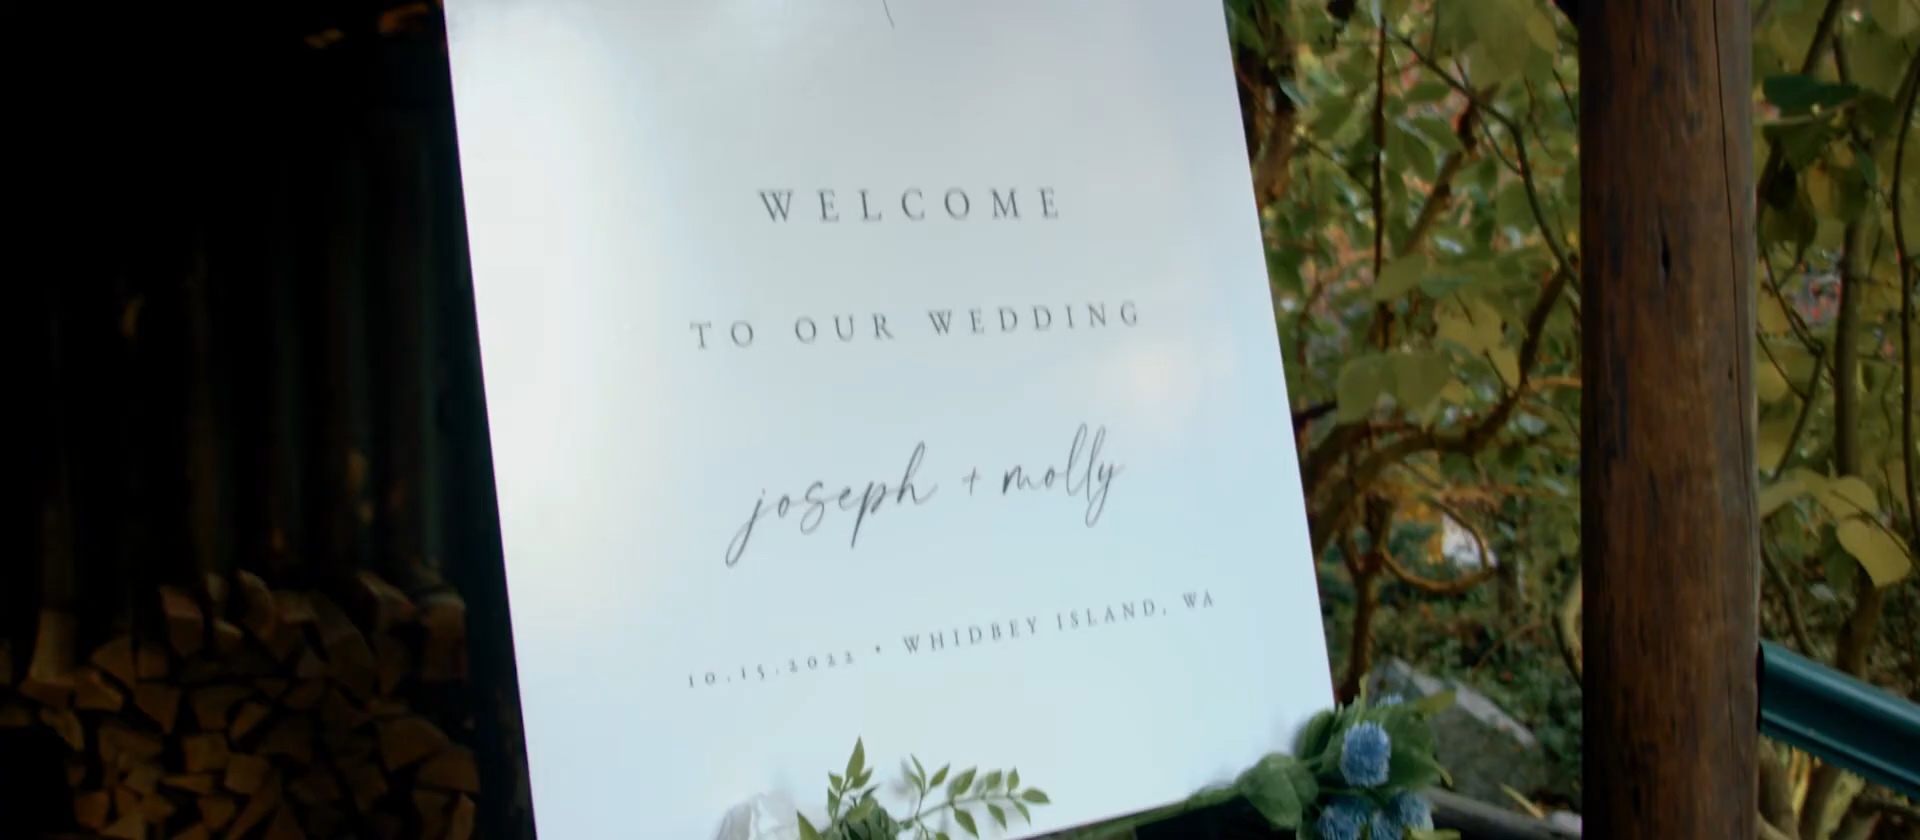 WELCOME
TO OUR WEDDING
joseph + molly
10.15.2022 • WHIDBEY ISLAND, WA